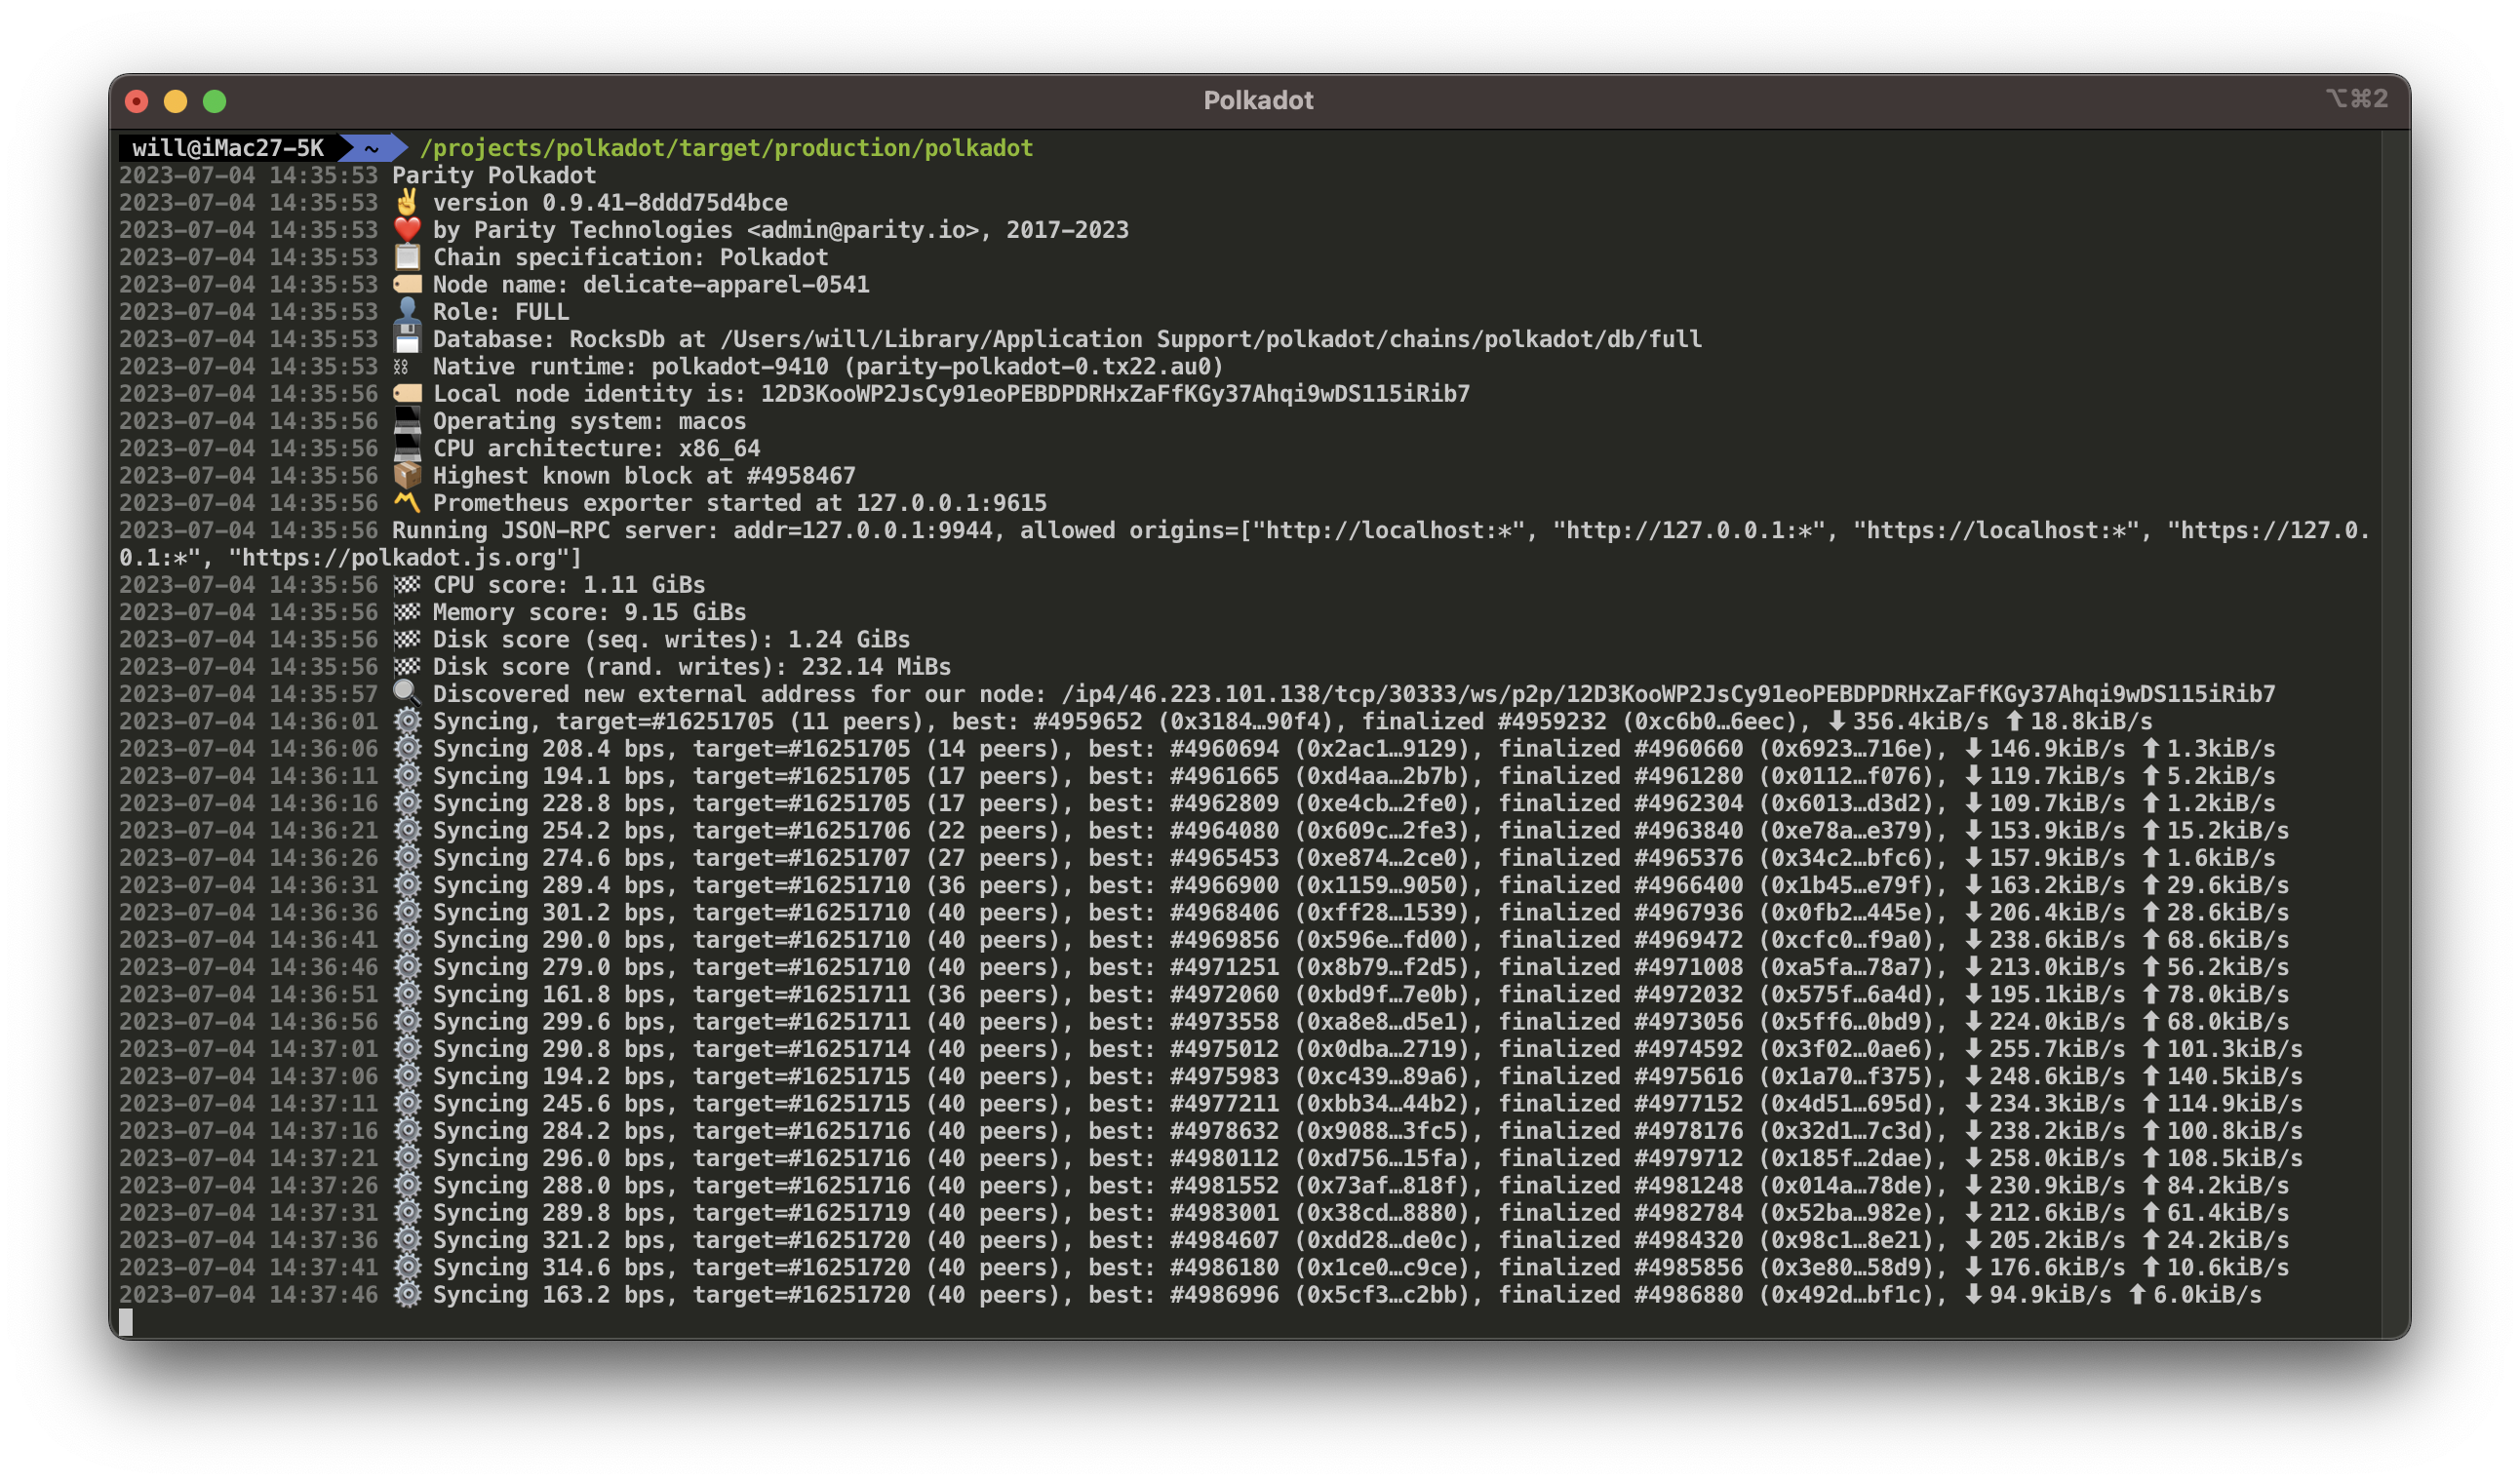 Polkadot
⌥⌘2
will@iMac27-5K ~ /projects/polkadot/target/production/polkadot
2023-07-04 14:35:53 Parity Polkadot
2023-07-04 14:35:53 ✌️ version 0.9.41-8ddd75d4bce
2023-07-04 14:35:53 ❤️ by Parity Technologies <admin@parity.io>, 2017-2023
2023-07-04 14:35:53 📋 Chain specification: Polkadot
2023-07-04 14:35:53 🏷 Node name: delicate-apparel-0541
2023-07-04 14:35:53 👤 Role: FULL
2023-07-04 14:35:53 💾 Database: RocksDb at /Users/will/Library/Application Support/polkadot/chains/polkadot/db/full
2023-07-04 14:35:53 ⛓ Native runtime: polkadot-9410 (parity-polkadot-0.tx22.au0)
2023-07-04 14:35:56 🏷 Local node identity is: 12D3KooWP2JsCy91eoPEBDPDRHxZaFfKGy37Ahqi9wDS115iRib7
2023-07-04 14:35:56 💻 Operating system: macos
2023-07-04 14:35:56 💻 CPU architecture: x86_64
2023-07-04 14:35:56 📦 Highest known block at #4958467
2023-07-04 14:35:56 〽️ Prometheus exporter started at 127.0.0.1:9615
2023-07-04 14:35:56 Running JSON-RPC server: addr=127.0.0.1:9944, allowed origins=["http://localhost:*", "http://127.0.0.1:*", "https://localhost:*", "https://127.0.
0.1:*", "https://polkadot.js.org"]
2023-07-04 14:35:56 🏁 CPU score: 1.11 GiBs
2023-07-04 14:35:56 🏁 Memory score: 9.15 GiBs
2023-07-04 14:35:56 🏁 Disk score (seq. writes): 1.24 GiBs
2023-07-04 14:35:56 🏁 Disk score (rand. writes): 232.14 MiBs
2023-07-04 14:35:57 🔍 Discovered new external address for our node: /ip4/46.223.101.138/tcp/30333/ws/p2p/12D3KooWP2JsCy91eoPEBDPDRHxZaFfKGy37Ahqi9wDS115iRib7
2023-07-04 14:36:01 ⚙️ Syncing, target=#16251705 (11 peers), best: #4959652 (0x3184…90f4), finalized #4959232 (0xc6b0…6eec), ⬇ 356.4kiB/s ⬆ 18.8kiB/s
2023-07-04 14:36:06 ⚙️ Syncing 208.4 bps, target=#16251705 (14 peers), best: #4960694 (0x2ac1…9129), finalized #4960660 (0x6923…716e), ⬇ 146.9kiB/s ⬆ 1.3kiB/s
2023-07-04 14:36:11 ⚙️ Syncing 194.1 bps, target=#16251705 (17 peers), best: #4961665 (0xd4aa…2b7b), finalized #4961280 (0x0112…f076), ⬇ 119.7kiB/s ⬆ 5.2kiB/s
2023-07-04 14:36:16 ⚙️ Syncing 228.8 bps, target=#16251705 (17 peers), best: #4962809 (0xe4cb…2fe0), finalized #4962304 (0x6013…d3d2), ⬇ 109.7kiB/s ⬆ 1.2kiB/s
2023-07-04 14:36:21 ⚙️ Syncing 254.2 bps, target=#16251706 (22 peers), best: #4964080 (0x609c…2fe3), finalized #4963840 (0xe78a…e379), ⬇ 153.9kiB/s ⬆ 15.2kiB/s
2023-07-04 14:36:26 ⚙️ Syncing 274.6 bps, target=#16251707 (27 peers), best: #4965453 (0xe874…2ce0), finalized #4965376 (0x34c2…bfc6), ⬇ 157.9kiB/s ⬆ 1.6kiB/s
2023-07-04 14:36:31 ⚙️ Syncing 289.4 bps, target=#16251710 (36 peers), best: #4966900 (0x1159…9050), finalized #4966400 (0x1b45…e79f), ⬇ 163.2kiB/s ⬆ 29.6kiB/s
2023-07-04 14:36:36 ⚙️ Syncing 301.2 bps, target=#16251710 (40 peers), best: #4968406 (0xff28…1539), finalized #4967936 (0x0fb2…445e), ⬇ 206.4kiB/s ⬆ 28.6kiB/s
2023-07-04 14:36:41 ⚙️ Syncing 290.0 bps, target=#16251710 (40 peers), best: #4969856 (0x596e…fd00), finalized #4969472 (0xcfc0…f9a0), ⬇ 238.6kiB/s ⬆ 68.6kiB/s
2023-07-04 14:36:46 ⚙️ Syncing 279.0 bps, target=#16251710 (40 peers), best: #4971251 (0x8b79…f2d5), finalized #4971008 (0xa5fa…78a7), ⬇ 213.0kiB/s ⬆ 56.2kiB/s
2023-07-04 14:36:51 ⚙️ Syncing 161.8 bps, target=#16251711 (36 peers), best: #4972060 (0xbd9f…7e0b), finalized #4972032 (0x575f…6a4d), ⬇ 195.1kiB/s ⬆ 78.0kiB/s
2023-07-04 14:36:56 ⚙️ Syncing 299.6 bps, target=#16251711 (40 peers), best: #4973558 (0xa8e8…d5e1), finalized #4973056 (0x5ff6…0bd9), ⬇ 224.0kiB/s ⬆ 68.0kiB/s
2023-07-04 14:37:01 ⚙️ Syncing 290.8 bps, target=#16251714 (40 peers), best: #4975012 (0x0dba…2719), finalized #4974592 (0x3f02…0ae6), ⬇ 255.7kiB/s ⬆ 101.3kiB/s
2023-07-04 14:37:06 ⚙️ Syncing 194.2 bps, target=#16251715 (40 peers), best: #4975983 (0xc439…89a6), finalized #4975616 (0x1a70…f375), ⬇ 248.6kiB/s ⬆ 140.5kiB/s
2023-07-04 14:37:11 ⚙️ Syncing 245.6 bps, target=#16251715 (40 peers), best: #4977211 (0xbb34…44b2), finalized #4977152 (0x4d51…695d), ⬇ 234.3kiB/s ⬆ 114.9kiB/s
2023-07-04 14:37:16 ⚙️ Syncing 284.2 bps, target=#16251716 (40 peers), best: #4978632 (0x9088…3fc5), finalized #4978176 (0x32d1…7c3d), ⬇ 238.2kiB/s ⬆ 100.8kiB/s
2023-07-04 14:37:21 ⚙️ Syncing 296.0 bps, target=#16251716 (40 peers), best: #4980112 (0xd756…15fa), finalized #4979712 (0x185f…2dae), ⬇ 258.0kiB/s ⬆ 108.5kiB/s
2023-07-04 14:37:26 ⚙️ Syncing 288.0 bps, target=#16251716 (40 peers), best: #4981552 (0x73af…818f), finalized #4981248 (0x014a…78de), ⬇ 230.9kiB/s ⬆ 84.2kiB/s
2023-07-04 14:37:31 ⚙️ Syncing 289.8 bps, target=#16251719 (40 peers), best: #4983001 (0x38cd…8880), finalized #4982784 (0x52ba…982e), ⬇ 212.6kiB/s ⬆ 61.4kiB/s
2023-07-04 14:37:36 ⚙️ Syncing 321.2 bps, target=#16251720 (40 peers), best: #4984607 (0xdd28…de0c), finalized #4984320 (0x98c1…8e21), ⬇ 205.2kiB/s ⬆ 24.2kiB/s
2023-07-04 14:37:41 ⚙️ Syncing 314.6 bps, target=#16251720 (40 peers), best: #4986180 (0x1ce0…c9ce), finalized #4985856 (0x3e80…58d9), ⬇ 176.6kiB/s ⬆ 10.6kiB/s
2023-07-04 14:37:46 ⚙️ Syncing 163.2 bps, target=#16251720 (40 peers), best: #4986996 (0x5cf3…c2bb), finalized #4986880 (0x492d…bf1c), ⬇ 94.9kiB/s ⬆ 6.0kiB/s